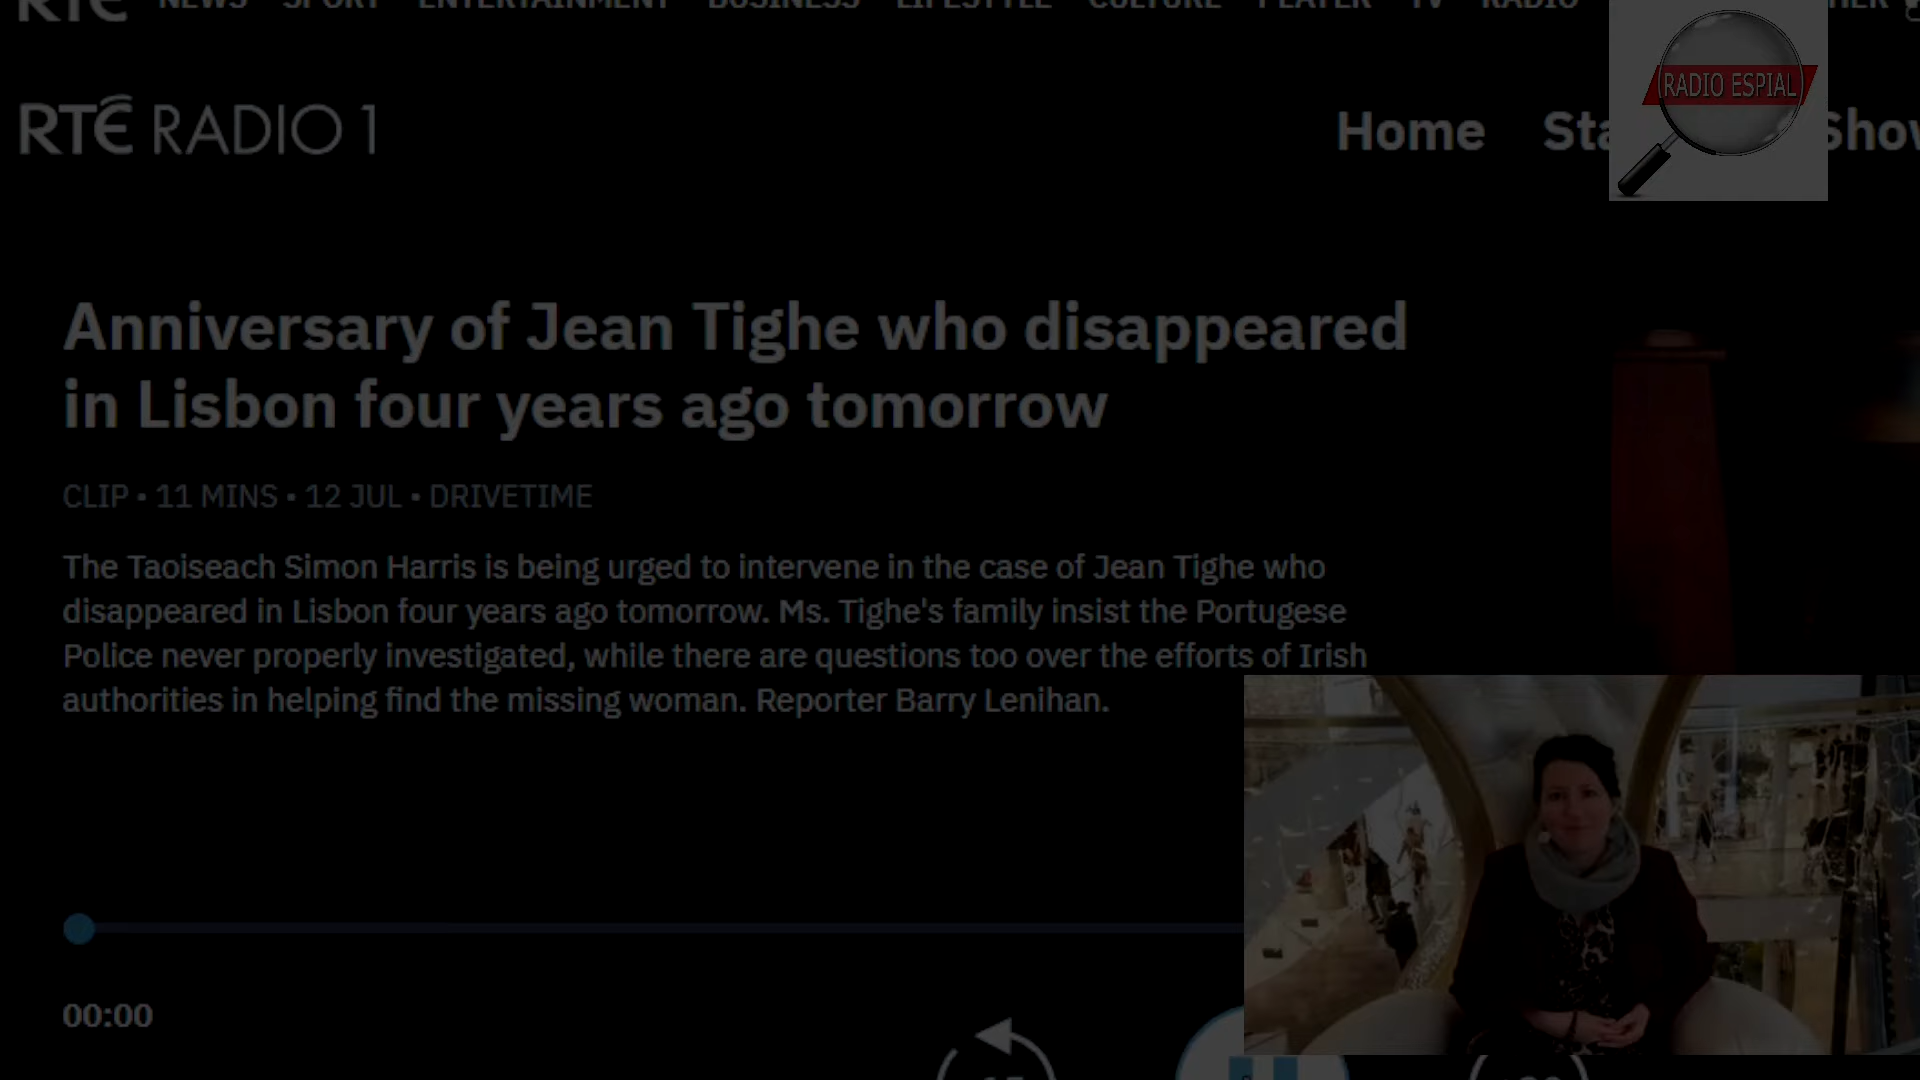 RTÉ NEWS SPORT ENTERTAINMENT BUSINESS LIFESTYLE CULTURE PLAYER TV RADIO
RTÉ RADIO 1
Home
RADIO ESPIAL
Anniversary of Jean Tighe who disappeared
in Lisbon four years ago tomorrow
CLIP • 11 MINS • 12 JUL • DRIVETIME
The Taoiseach Simon Harris is being urged to intervene in the case of Jean Tighe who
disappeared in Lisbon four years ago tomorrow. Ms. Tighe's family insist the Portugese
Police never properly investigated, while there are questions too over the efforts of Irish
authorities in helping find the missing woman. Reporter Barry Lenihan.
00:00